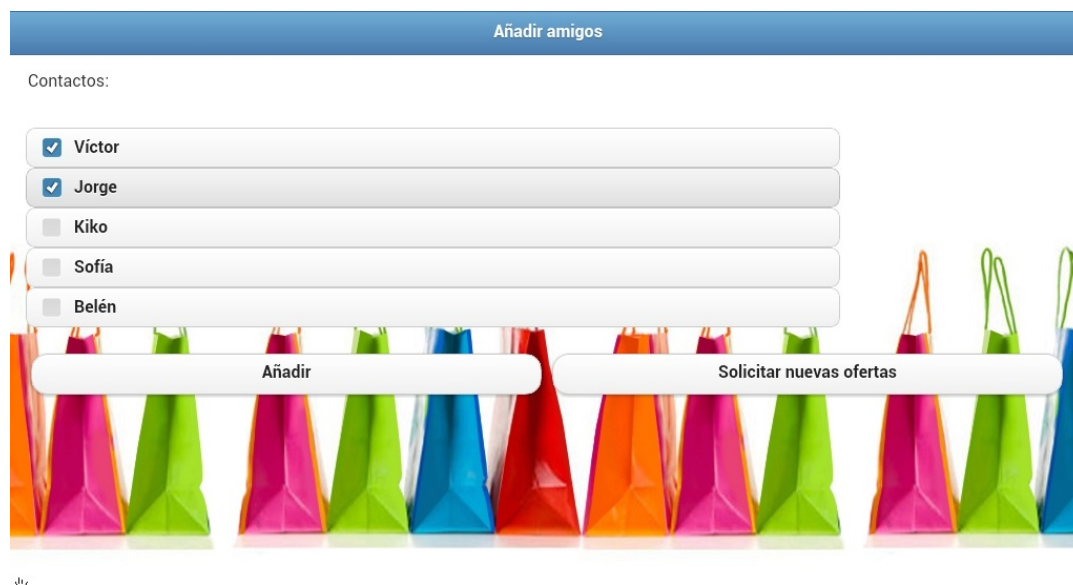 Añadir amigos
Contactos:
Víctor
Jorge
Kiko
Sofía
Belén
Añadir
Solicitar nuevas ofertas